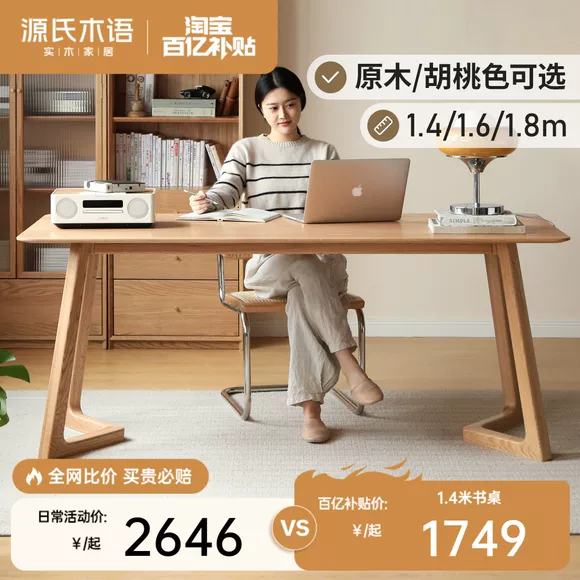 源氏木语
实木家居
淘宝
百亿补贴
原木/胡桃色可选
1.4/1.6/1.8m
SIMPLE
全网比价 买贵必赔
日常活动价:
¥/起
2646
VS
百亿补贴价:
¥/起
1.4米书桌
1749